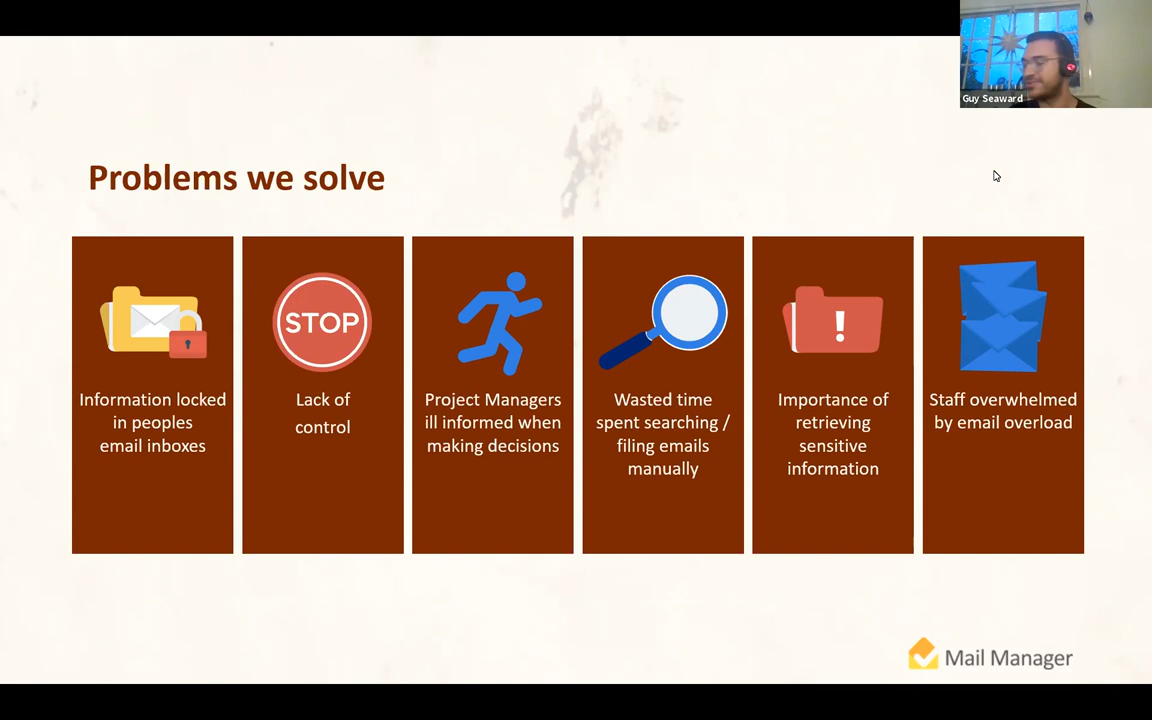 Guy Seaward
Problems we solve
Information locked
in peoples
email inboxes
STOP
Lack of
control
Project Managers
ill informed when
making decisions
Wasted time
spent searching /
filing emails
manually
!
Importance of
retrieving
sensitive
information
Staff overwhelmed
by email overload
Mail Manager